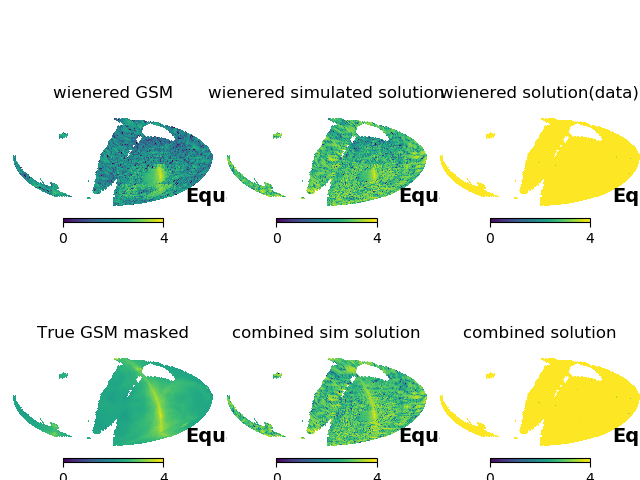 wienered GSM
wienered simulated solution
wienered solution(data)
Equ
Equ
Eq
0 4
0 4
0 4
True GSM masked
combined sim solution
combined solution
Equ
Equ
Eq
0 4
0 4
0 4